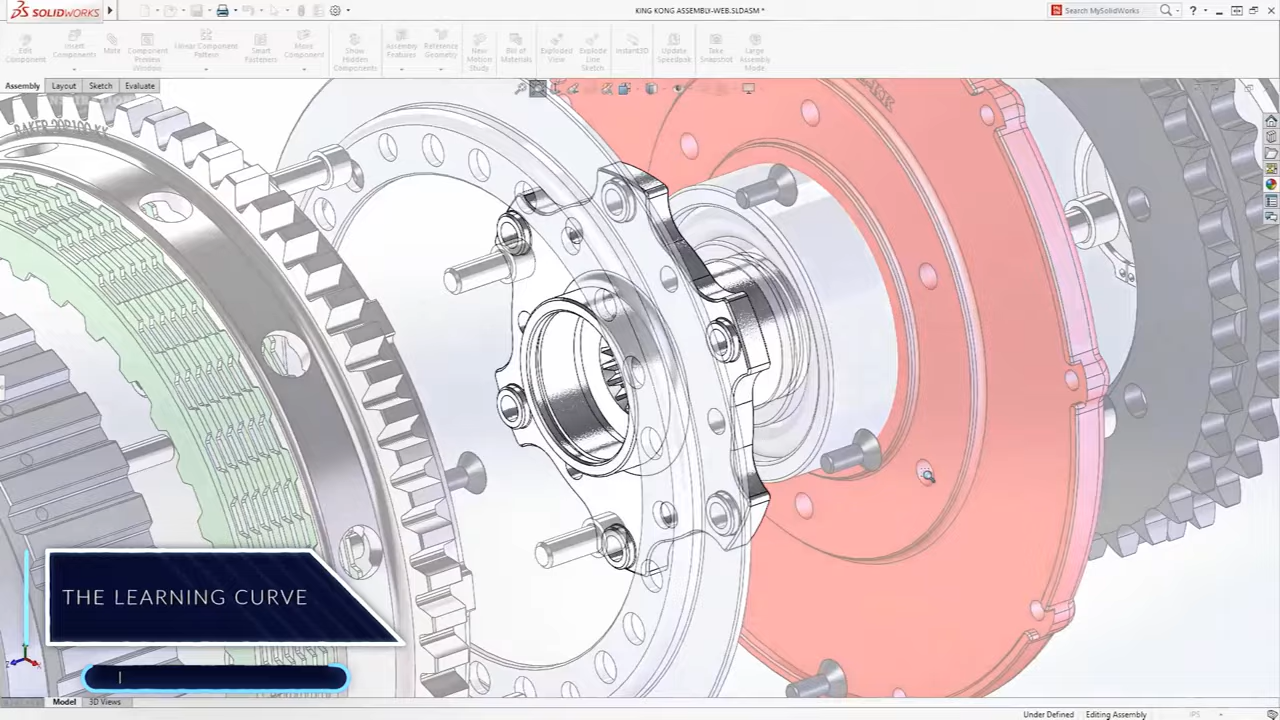 SOLIDWORKS
KING KONG ASSEMBLY-WEB.SLDASM *
Search MySolidWorks
Edit Component
Insert Components
Mate
Component Preview Window
Linear Component Pattern
Smart Fasteners
Move Component
Show Hidden Components
Assembly Features
Reference Geometry
New Motion Study
Bill of Materials
Exploded View
Explode Line Sketch
Instant3D
Update Speedpak
Take Snapshot
Large Assembly Mode
Assembly
Layout
Sketch
Evaluate
THE LEARNING CURVE
Model
3D Views
Under Defined
Editing Assembly
IPS